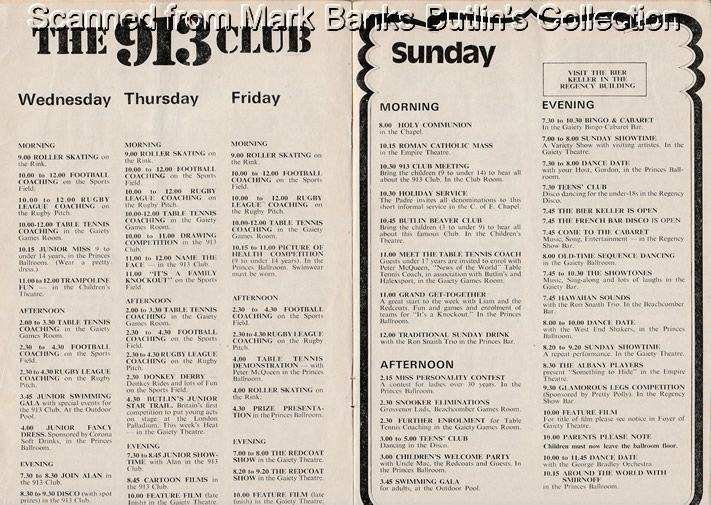 Scanned from Mark Banks Butlin's Collection
THE 913 CLUB
Wednesday
MORNING
9.00 ROLLER SKATING on
the Rink.
10.00 to 12.00 FOOTBALL
COACHING on the Sports
Field.
10.00 to 12.00 RUGBY
LEAGUE COACHING on
the Rugby Pitch.
10.00-12.00 TABLE TENNIS
COACHING in the Gaiety
Games Room.
10.15 JUNIOR MISS 9 to
under 14 years, in the Princes
Ballroom. (Wear a pretty
dress.)
11.00 to 12.00 TRAMPOLINE
FUN — in the Children's
Theatre.
AFTERNOON
2.00 to 3.30 TABLE TENNIS
COACHING in the Gaiety
Games Room
2.30 to 4.30 FOOTBALL
COACHING on the Sports
Field.
2.30 to 4.30 RUGBY LEAGUE
COACHING on the Rugby
Pitch.
3.45 JUNIOR SWIMMING
GALA with special events for
the 913 Club. At the Outdoor
Pool.
4.00 JUNIOR FANCY
DRESS. Sponsored by Corona
Soft Drinks, in the Princes
Ballroom.
EVENING
7.30 to 8.30 JOIN ALAN in
the 913 Club.
8.30 to 9.30 DISCO (with spot
prizes) in the 913 Club.
Thursday
MORNING
9.00 ROLLER SKATING on
the Rink.
10.00 to 12.00 FOOTBALL
COACHING on the Sports
Field.
10.00 to 12.00 RUGBY
LEAGUE COACHING on the
Rugby Pitch.
10.00-12.00 TABLE TENNIS
COACHING in the Gaiety
Games Room.
10.00 to 11.00 DRAWING
COMPETITION in the 913
Club.
11.00 to 12.00 NAME THE
FACE — in the 913 Club.
11.00 "IT'S A FAMILY
KNOCKOUT" on the Sports
Field.
AFTERNOON
2.00 to 3.30 TABLE TENNIS
COACHING in the Gaiety
Games Room.
2.30 to 4.30 FOOTBALL
COACHING on the Sports
Field.
2.30 to 4.30 RUGBY LEAGUE
COACHING on the Rugby
Pitch.
2.30 DONKEY DERBY —
Donkey Rides and lots of Fun
on the Sports Field.
4.30 BUTLIN'S JUNIOR
STAR TRAIL. Britain's first
competition to put young acts
on stage at the London
Palladium. This week's Heat
— in the Gaiety Theatre.
EVENING
7.30 to 8.45 JUNIOR SHOW-
TIME with Alan in the 913
Club.
8.45 CARTOON FILMS in
the 913 Club.
10.00 FEATURE FILM (late
finish) in the Gaiety Theatre.
Friday
MORNING
9.00 ROLLER SKATING on
the Rink.
10.00 to 12.00 FOOTBALL
COACHING on the Sports
Field.
10.00 to 12.00 RUGBY
LEAGUE COACHING on the
Rugby Pitch.
10.00-12.00 TABLE TENNIS
COACHING in the Gaiety
Games Room.
10.15 to 11.00 PICTURE OF
HEALTH COMPETITION
(9 to under 14 years). In the
Princes Ballroom. Swimwear
must be worn.
AFTERNOON
2.30 to 4.30 FOOTBALL
COACHING on the Sports
Field.
2.30 to 4.30 RUGBY LEAGUE
COACHING on the Rugby
Pitch.
4.00 TABLE TENNIS
DEMONSTRATION — with
Peter McQueen in the Princes
Ballroom.
4.00 ROLLER SKATING on
the Rink.
4.30 PRIZE PRESENTA-
TION in the Princes Ballroom.
EVENING
7.00 to 8.00 THE REDCOAT
SHOW in the Gaiety Theatre.
8.20 to 9.20 THE REDCOAT
SHOW in the Gaiety Theatre.
10.00 FEATURE FILM (late
finish) in the Gaiety Theatre.
Sunday
MORNING
8.00 HOLY COMMUNION
in the Chapel.
10.15 ROMAN CATHOLIC MASS
in the Empire Theatre.
10.30 913 CLUB MEETING
Bring the children (9 to under 14) to hear all
about the 913 Club. In the Club Room.
10.30 HOLIDAY SERVICE
The Padre invites all denominations to this
short informal service in the C. of E. Chapel.
10.45 BUTLIN BEAVER CLUB
Bring the children (3 to under 9) to hear all
about this famous Club. In the Children's
Theatre.
11.00 MEET THE TABLE TENNIS COACH
Guests under 17 years are invited to enrol with
Peter McQueen, "News of the World" Table
Tennis Coach, in association with Butlin's and
Halexsport, in the Gaiety Games Room.
11.00 GRAND GET-TOGETHER
A great start to the week with Liam and the
Redcoats. Fun and games and enrolment of
teams for "It's a Knockout." In the Princes
Ballroom.
12.00 TRADITIONAL SUNDAY DRINK
with the Ron Snaith Trio in the Princes Bar.
AFTERNOON
2.15 MISS PERSONALITY CONTEST
A contest for ladies over 30 years. In the
Princes Ballroom.
2.30 SNOOKER ELIMINATIONS
Grosvenor Lads, Beachcomber Games Room.
2.30 FURTHER ENROLMENT for Table
Tennis Coaching in the Gaiety Games Room.
3.00 to 5.00 TEENS' CLUB
Dancing in the Disco.
3.00 CHILDREN'S WELCOME PARTY
with Uncle Mac, the Redcoats and Guests. In
the Princes Ballroom.
3.45 SWIMMING GALA
for adults, at the Outdoor Pool.
VISIT THE BIER
KELLER IN THE
REGENCY BUILDING
EVENING
7.30 to 10.30 BINGO & CABARET
In the Gaiety Bingo Cabaret Bar.
7.00 to 8.00 SUNDAY SHOWTIME
A Variety Show with visiting artistes. In the
Gaiety Theatre.
7.30 to 8.00 DANCE DATE
with your Host, Gordon, in the Princes Ball-
room.
7.30 TEENS' CLUB
Disco dancing for the under-18s in the Regency
Disco.
7.45 THE BIER KELLER IS OPEN
7.45 THE FRENCH BAR DISCO IS OPEN
7.45 COME TO THE CABARET
Music, Song, Entertainment — in the Regency
Show Bar.
8.00 OLD-TIME SEQUENCE DANCING
in the Gaiety Ballroom.
7.45 to 10.30 THE SHOWTONES
Music, Sing-along and lots of laughs in the
Gaiety Bar.
7.45 HAWAIIAN SOUNDS
with the Ron Snaith Trio. In the Beachcomber
Bar.
8.00 to 10.00 DANCE DATE
with the West End Shakers, in the Princes
Ballroom.
8.20 to 9.20 SUNDAY SHOWTIME
A repeat performance. In the Gaiety Theatre.
8.30 THE ALBANY PLAYERS
present "Something to Hide" in the Empire
Theatre.
9.30 GLAMOROUS LEGS COMPETITION
(Sponsored by Pretty Polly). In the Regency
Show Bar.
10.00 FEATURE FILM
For title of film please see notice in Foyer of
Gaiety Theatre.
10.00 PARENTS PLEASE NOTE
Children must now leave the ballroom floor.
10.00 to 11.45 DANCE DATE
with the George Bradley Orchestra.
10.15 AROUND THE WORLD WITH
SMIRNOFF
in the Princes Ballroom.